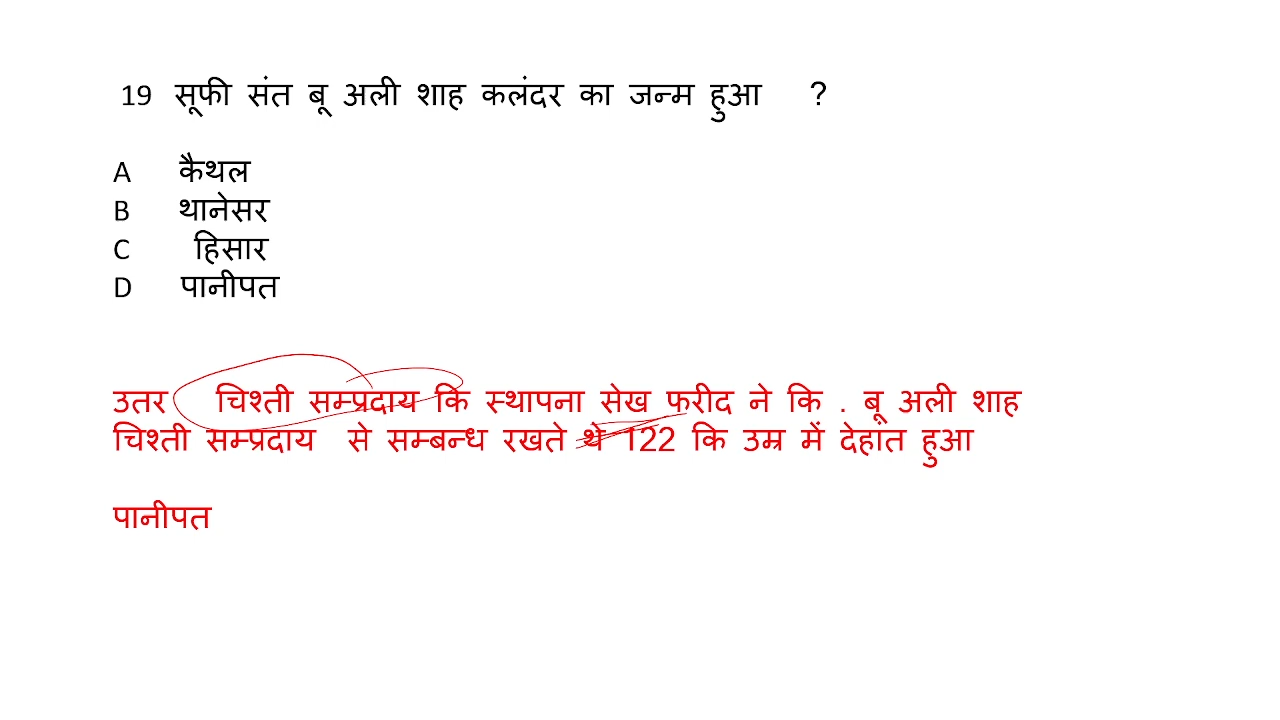 19 सूफी संत बू अली शाह कलंदर का जन्म हुआ ?
A कैथल
B थानेसर
C हिसार
D पानीपत
उतर चिश्ती सम्प्रदाय कि स्थापना सेख फरीद ने कि . बू अली शाह
चिश्ती सम्प्रदाय से सम्बन्ध रखते थे 122 कि उम्र में देहांत हुआ
पानीपत